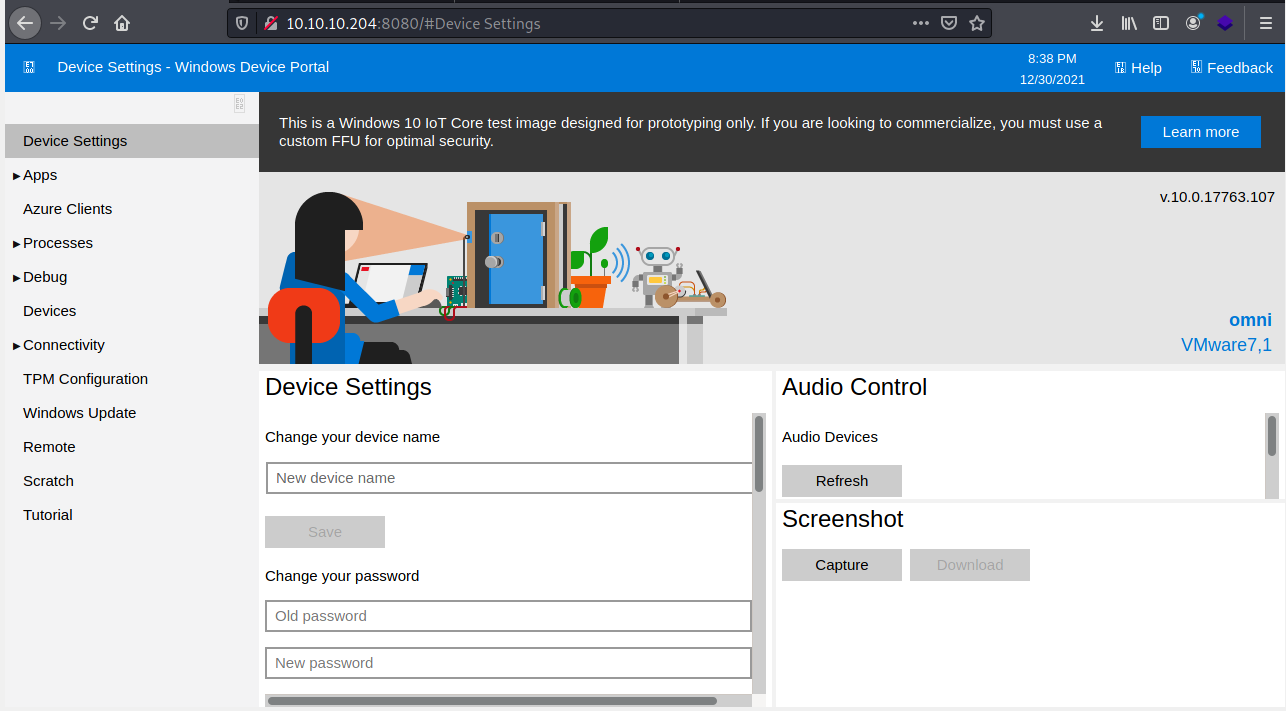 10.10.10.204:8080/#Device Settings
Device Settings - Windows Device Portal
8:38 PM
12/30/2021
Help
Feedback
Device Settings
Apps
Azure Clients
Processes
Debug
Devices
Connectivity
TPM Configuration
Windows Update
Remote
Scratch
Tutorial
This is a Windows 10 IoT Core test image designed for prototyping only. If you are looking to commercialize, you must use a
custom FFU for optimal security.
Learn more
v.10.0.17763.107
omni
VMware7,1
Device Settings
Change your device name
New device name
Save
Change your password
Old password
New password
Audio Control
Audio Devices
Refresh
Screenshot
Capture
Download